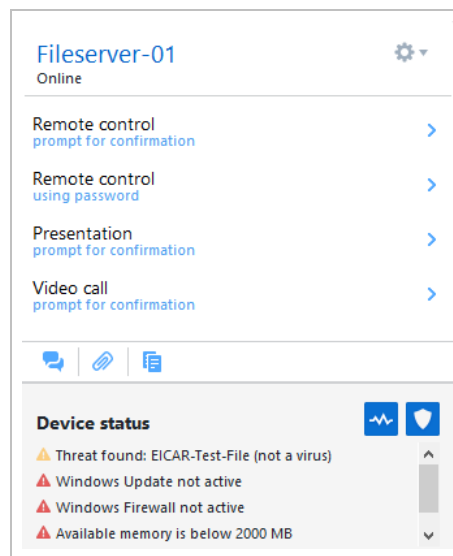 Fileserver-01
Online
Remote control
prompt for confirmation
Remote control
using password
Presentation
prompt for confirmation
Video call
prompt for confirmation
Device status
Threat found: EICAR-Test-File (not a virus)
Windows Update not active
Windows Firewall not active
Available memory is below 2000 MB